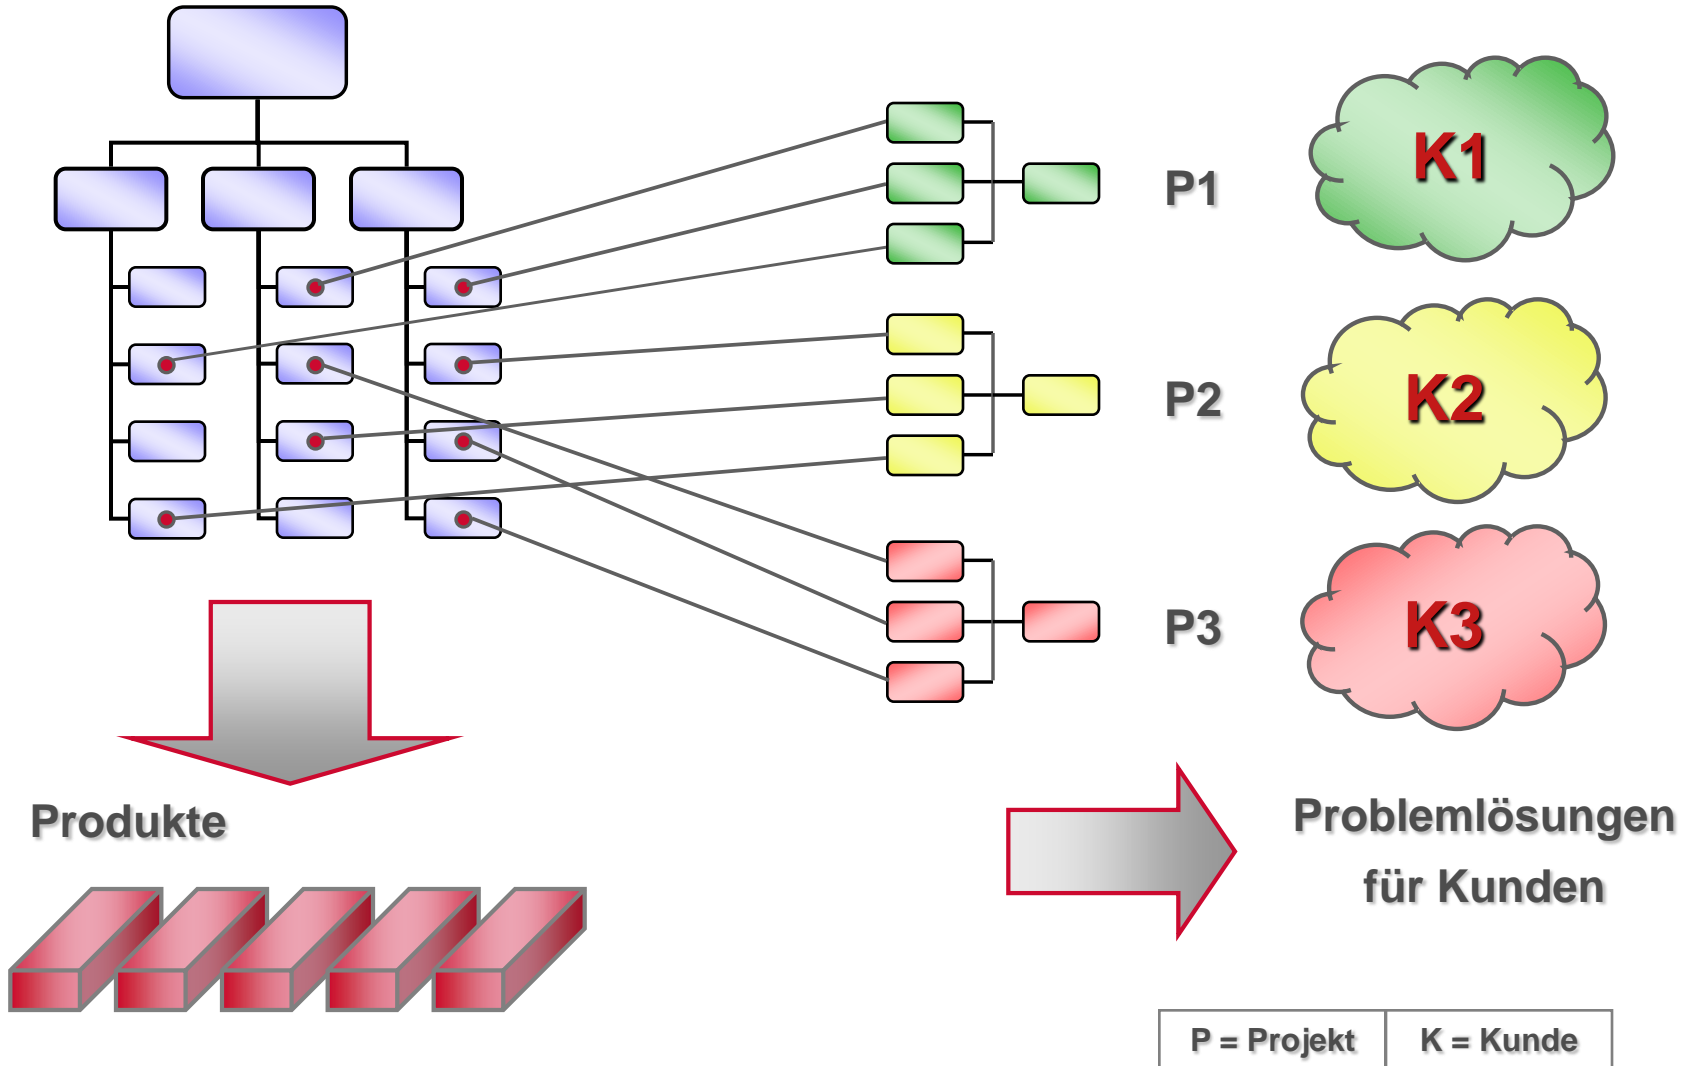 P1
K1
P2
K2
P3
K3
Produkte
Problemlösungen
für Kunden
P = Projekt
K = Kunde